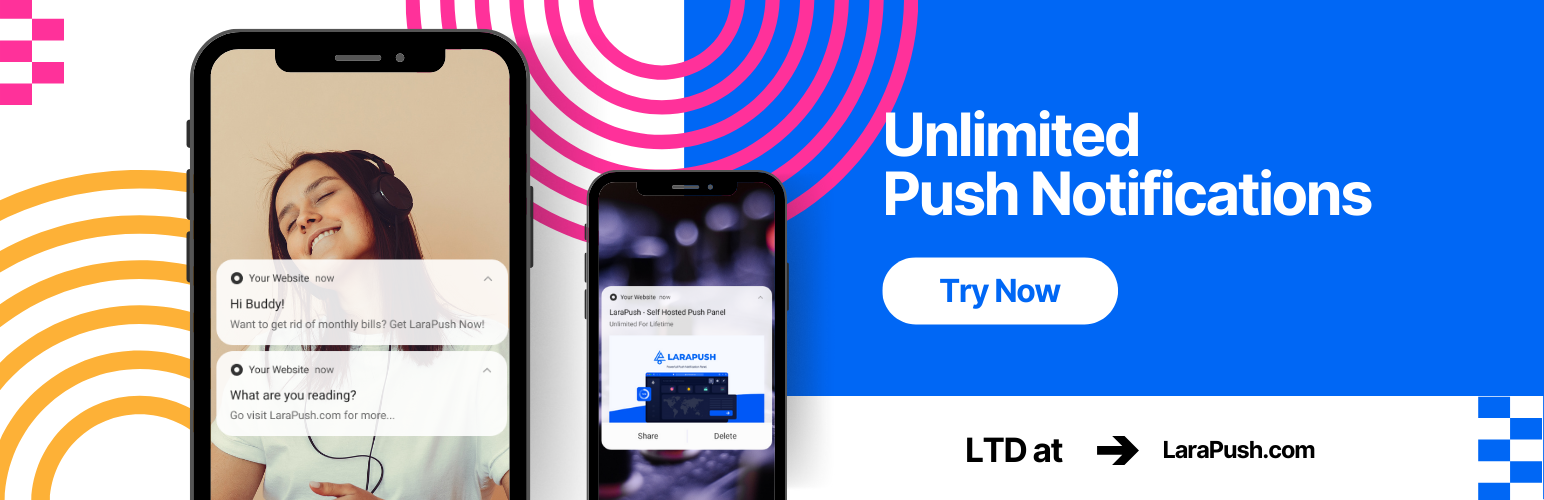 Your Website now
Hi Buddy!
Want to get rid of monthly bills? Get LaraPush Now!
Your Website now
What are you reading?
Go visit LaraPush.com for more...
Your Website now
LaraPush - Self Hosted Push Panel
Unlimited For Lifetime
LARAPUSH
Share
Delete
Unlimited
Push Notifications
Try Now
LTD at
LaraPush.com